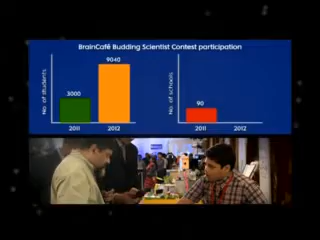 BrainCafé Budding Scientist Contest participation
No. of students
3000
9040
2011
2012
No. of schools
90
2011
2012